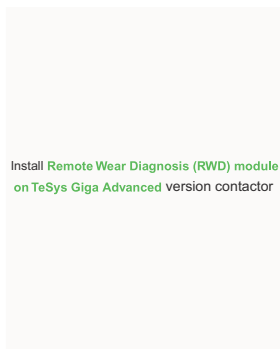 Install Remote Wear Diagnosis (RWD) module
on TeSys Giga Advanced version contactor